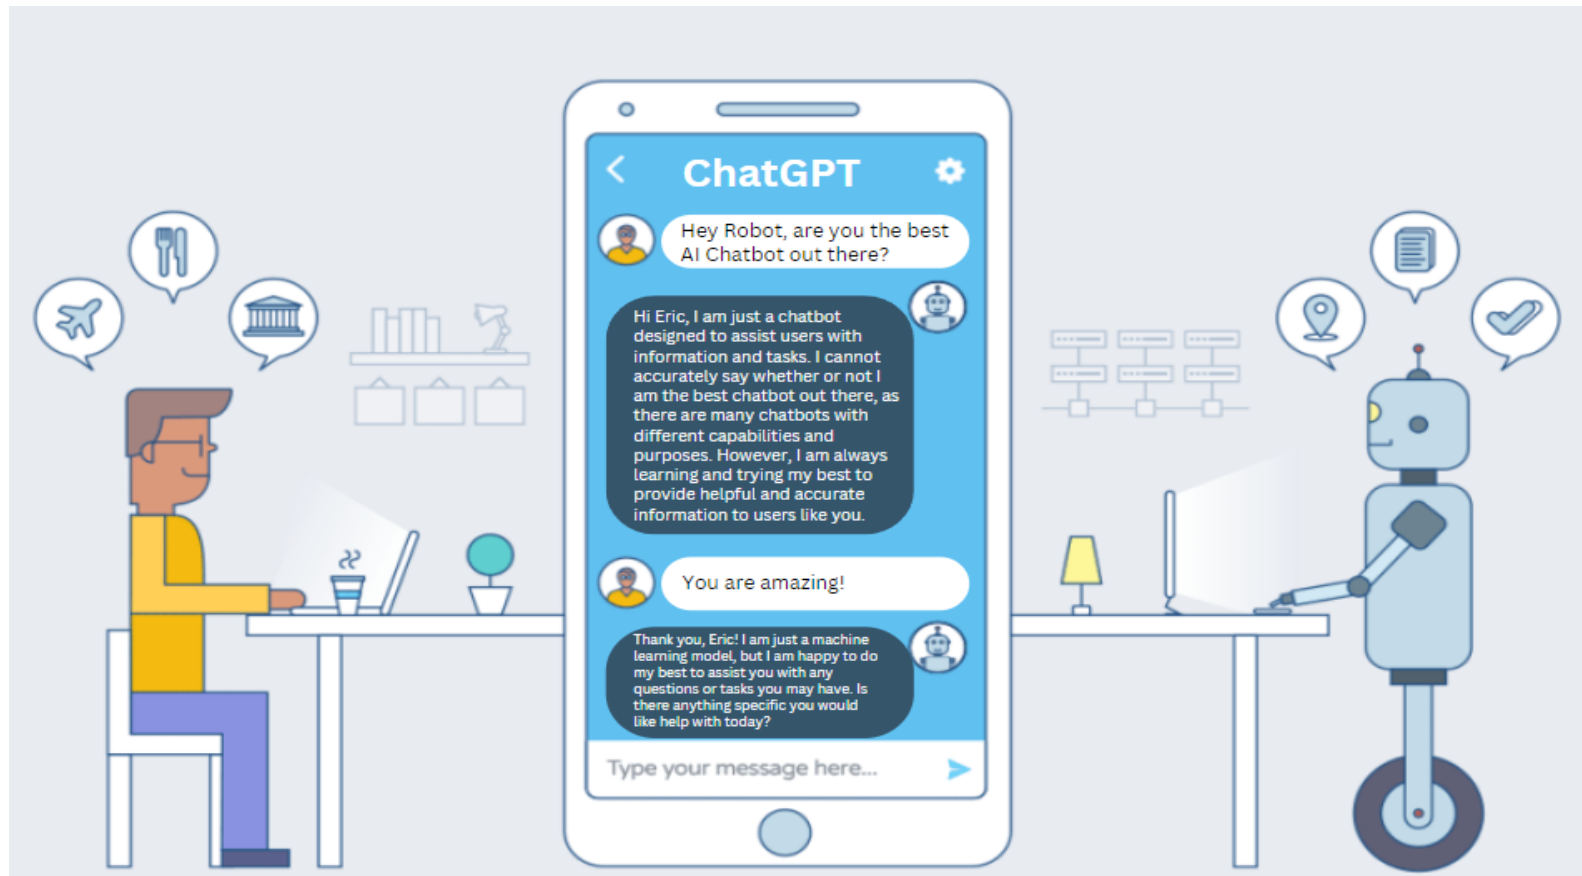 ChatGPT
Hey Robot, are you the best
AI Chatbot out there?
Hi Eric, I am just a chatbot
designed to assist users with
information and tasks. I cannot
accurately say whether or not I
am the best chatbot out there, as
there are many chatbots with
different capabilities and
purposes. However, I am always
learning and trying my best to
provide helpful and accurate
information to users like you.
You are amazing!
Thank you, Eric! I am just a machine
learning model, but I am happy to do
my best to assist you with any
questions or tasks you may have. Is
there anything specific you would
like help with today?
Type your message here...